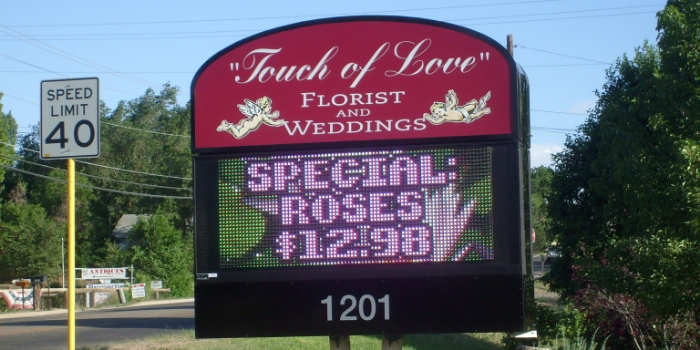 SPEED
LIMIT
40
"Touch of Love"
FLORIST
AND
WEDDINGS
SPECIAL:
ROSES
$12.98
1201
ANTIQUES